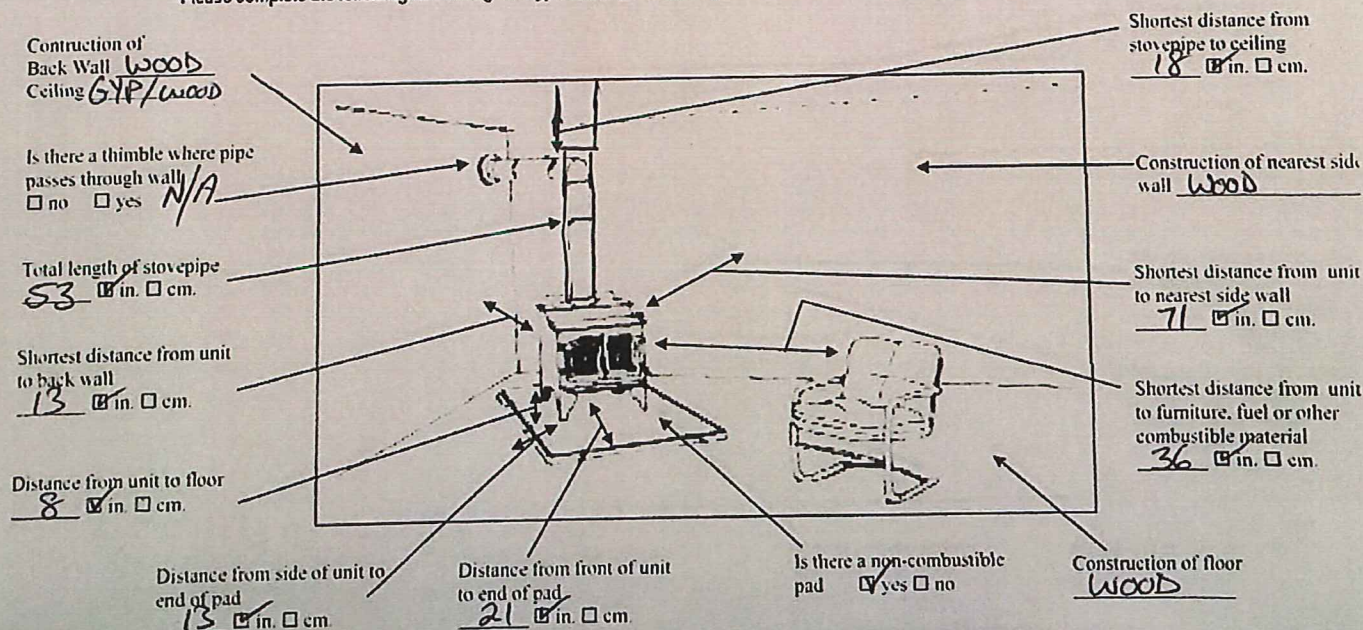 Please complete the following
Contruction of
Back Wall WOOD
Ceiling GYP/WOOD
Is there a thimble where pipe
passes through wall
☐ no ☐ yes N/A
Total length of stovepipe
53 ☑ in. ☐ cm.
Shortest distance from unit
to back wall
13 ☑ in. ☐ cm.
Distance from unit to floor
8 ☑ in. ☐ cm.
Distance from side of unit to
end of pad
13 ☑ in. ☐ cm.
Distance from front of unit
to end of pad
21 ☑ in. ☐ cm.
Is there a non-combustible
pad ☑ yes ☐ no
Construction of floor
WOOD
Shortest distance from
stovepipe to ceiling
18 ☑ in. ☐ cm.
Construction of nearest side
wall WOOD
Shortest distance from unit
to nearest side wall
71 ☑ in. ☐ cm.
Shortest distance from unit
to furniture, fuel or other
combustible material
36 ☑ in. ☐ cm.